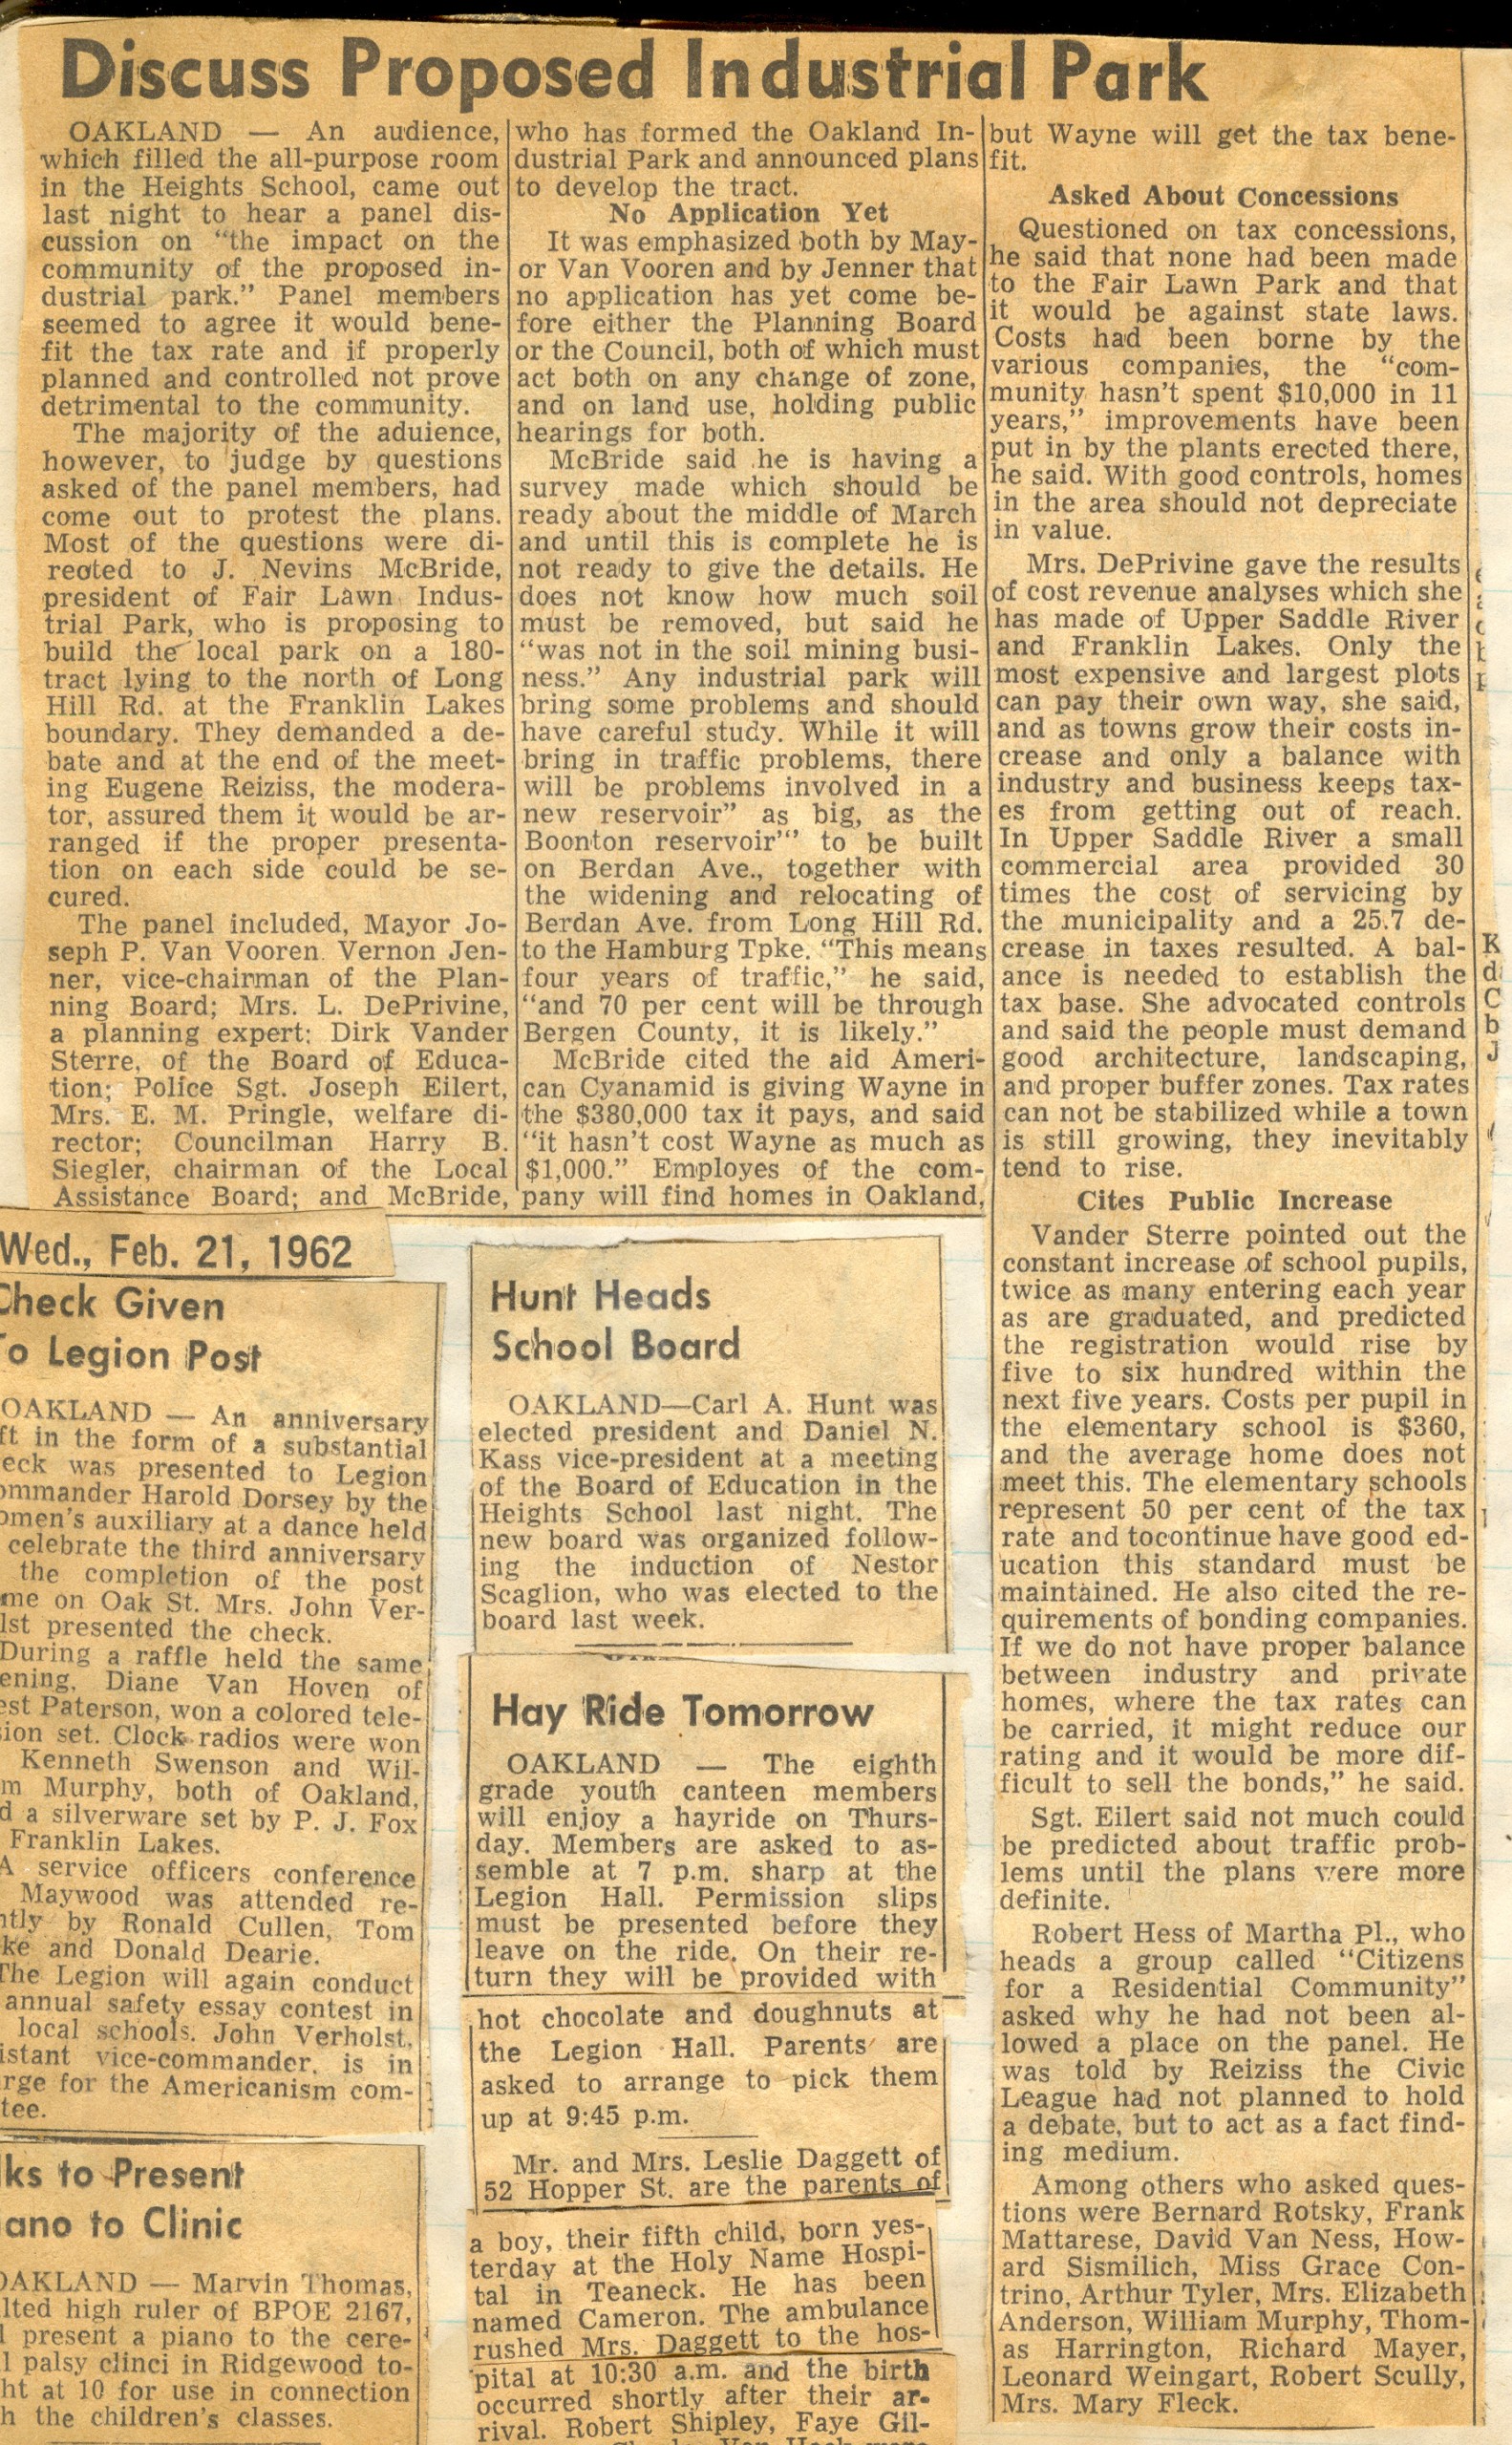 Discuss Proposed Industrial Park
OAKLAND — An audience,
which filled the all-purpose room
in the Heights School, came out
last night to hear a panel dis-
cussion on "the impact on the
community of the proposed in-
dustrial park." Panel members
seemed to agree it would bene-
fit the tax rate and if properly
planned and controlled not prove
detrimental to the community.
The majority of the aduience,
however, to judge by questions
asked of the panel members, had
come out to protest the plans.
Most of the questions were di-
reoted to J. Nevins McBride,
president of Fair Lawn Indus-
trial Park, who is proposing to
build the local park on a 180-
tract lying to the north of Long
Hill Rd. at the Franklin Lakes
boundary. They demanded a de-
bate and at the end of the meet-
ing Eugene Reiziss, the modera-
tor, assured them it would be ar-
ranged if the proper presenta-
tion on each side could be se-
cured.
The panel included, Mayor Jo-
seph P. Van Vooren. Vernon Jen-
ner, vice-chairman of the Plan-
ning Board; Mrs. L. DePrivine,
a planning expert; Dirk Vander
Sterre, of the Board of Educa-
tion; Police Sgt. Joseph Eilert,
Mrs. E. M. Pringle, welfare di-
rector; Councilman Harry B.
Siegler, chairman of the Local
Assistance Board; and McBride,
who has formed the Oakland In-
dustrial Park and announced plans
to develop the tract.
No Application Yet
It was emphasized both by May-
or Van Vooren and by Jenner that
no application has yet come be-
fore either the Planning Board
or the Council, both of which must
act both on any change of zone,
and on land use, holding public
hearings for both.
McBride said he is having a
survey made which should be
ready about the middle of March
and until this is complete he is
not ready to give the details. He
does not know how much soil
must be removed, but said he
"was not in the soil mining busi-
ness." Any industrial park will
bring some problems and should
have careful study. While it will
bring in traffic problems, there
will be problems involved in a
new reservoir" as big, as the
Boonton reservoir"' to be built
on Berdan Ave., together with
the widening and relocating of
Berdan Ave. from Long Hill Rd.
to the Hamburg Tpke. "This means
four years of traffic," he said,
"and 70 per cent will be through
Bergen County, it is likely."
McBride cited the aid Ameri-
can Cyanamid is giving Wayne in
the $380,000 tax it pays, and said
"it hasn't cost Wayne as much as
$1,000." Employes of the com-
pany will find homes in Oakland,
but Wayne will get the tax bene-
fit.
Asked About Concessions
Questioned on tax concessions,
he said that none had been made
to the Fair Lawn Park and that
it would be against state laws.
Costs had been borne by the
various companies, the "com-
munity hasn't spent $10,000 in 11
years," improvements have been
put in by the plants erected there,
he said. With good controls, homes
in the area should not depreciate
in value.
Mrs. DePrivine gave the results
of cost revenue analyses which she
has made of Upper Saddle River
and Franklin Lakes. Only the
most expensive and largest plots
can pay their own way, she said,
and as towns grow their costs in-
crease and only a balance with
industry and business keeps tax-
es from getting out of reach.
In Upper Saddle River a small
commercial area provided 30
times the cost of servicing by
the municipality and a 25.7 de-
crease in taxes resulted. A bal-
ance is needed to establish the
tax base. She advocated controls
and said the people must demand
good architecture, landscaping,
and proper buffer zones. Tax rates
can not be stabilized while a town
is still growing, they inevitably
tend to rise.
Cites Public Increase
Vander Sterre pointed out the
constant increase of school pupils,
twice as many entering each year
as are graduated, and predicted
the registration would rise by
five to six hundred within the
next five years. Costs per pupil in
the elementary school is $360,
and the average home does not
meet this. The elementary schools
represent 50 per cent of the tax
rate and tocontinue have good ed-
ucation this standard must be
maintained. He also cited the re-
quirements of bonding companies.
If we do not have proper balance
between industry and private
homes, where the tax rates can
be carried, it might reduce our
rating and it would be more dif-
ficult to sell the bonds," he said.
Sgt. Eilert said not much could
be predicted about traffic prob-
lems until the plans were more
definite.
Robert Hess of Martha Pl., who
heads a group called "Citizens
for a Residential Community"
asked why he had not been al-
lowed a place on the panel. He
was told by Reiziss the Civic
League had not planned to hold
a debate, but to act as a fact find-
ing medium.
Among others who asked ques-
tions were Bernard Rotsky, Frank
Mattarese, David Van Ness, How-
ard Sismilich, Miss Grace Con-
trino, Arthur Tyler, Mrs. Elizabeth
Anderson, William Murphy, Thom-
as Harrington, Richard Mayer,
Leonard Weingart, Robert Scully,
Mrs. Mary Fleck.
Wed., Feb. 21, 1962
Check Given
To Legion Post
OAKLAND — An anniversary
ft in the form of a substantial
eck was presented to Legion
ommander Harold Dorsey by the
omen's auxiliary at a dance held
celebrate the third anniversary
the completion of the post
me on Oak St. Mrs. John Ver-
lst presented the check.
During a raffle held the same
ening, Diane Van Hoven of
est Paterson, won a colored tele-
sion set. Clock radios were won
Kenneth Swenson and Wil-
m Murphy, both of Oakland,
d a silverware set by P. J. Fox
Franklin Lakes.
A service officers conference
Maywood was attended re-
ntly by Ronald Cullen, Tom
ke and Donald Dearie.
The Legion will again conduct
annual safety essay contest in
local schools. John Verholst,
istant vice-commander, is in
rge for the Americanism com-
tee.
lks to Present
iano to Clinic
OAKLAND — Marvin Thomas,
lted high ruler of BPOE 2167,
l present a piano to the cere-
l palsy clinci in Ridgewood to-
ht at 10 for use in connection
h the children's classes.
Hunt Heads
School Board
OAKLAND—Carl A. Hunt was
elected president and Daniel N.
Kass vice-president at a meeting
of the Board of Education in the
Heights School last night. The
new board was organized follow-
ing the induction of Nestor
Scaglion, who was elected to the
board last week.
Hay Ride Tomorrow
OAKLAND — The eighth
grade youth canteen members
will enjoy a hayride on Thurs-
day. Members are asked to as-
semble at 7 p.m. sharp at the
Legion Hall. Permission slips
must be presented before they
leave on the ride. On their re-
turn they will be provided with
hot chocolate and doughnuts at
the Legion Hall. Parents are
asked to arrange to pick them
up at 9:45 p.m.
Mr. and Mrs. Leslie Daggett of
52 Hopper St. are the parents of
a boy, their fifth child, born yes-
terday at the Holy Name Hospi-
tal in Teaneck. He has been
named Cameron. The ambulance
rushed Mrs. Daggett to the hos-
pital at 10:30 a.m. and the birth
occurred shortly after their ar-
rival. Robert Shipley, Faye Gil-